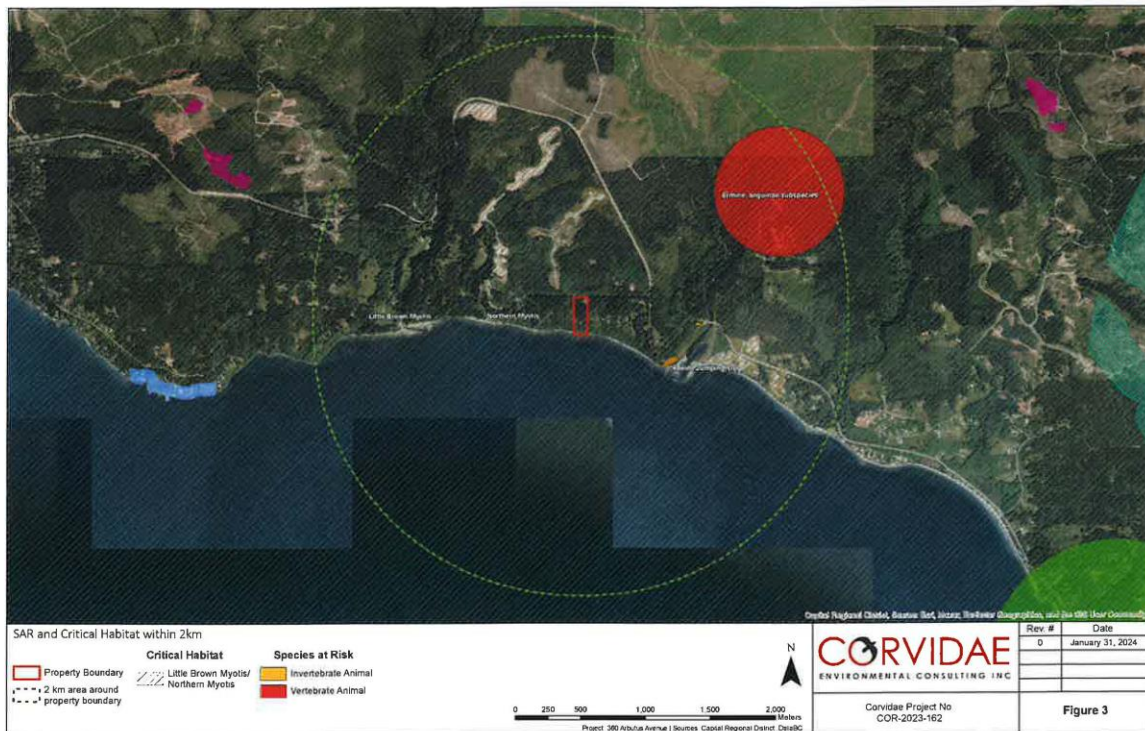 Ermine, anguinae subspecies
Little Brown Myotis
Northern Myotis
SAR and Critical Habitat within 2km
Property Boundary
2 km area around
property boundary
Critical Habitat
Little Brown Myotis/
Northern Myotis
Species at Risk
Invertebrate Animal
Vertebrate Animal
N
0 250 500 1,000 1,500 2,000
Meters
Project: 360 Arbutus Avenue | Sources: Capital Regional District, DataBC
CORVIDAE
ENVIRONMENTAL CONSULTING INC
Corvidae Project No
COR-2023-162
Rev. # Date
0 January 31, 2024
Figure 3